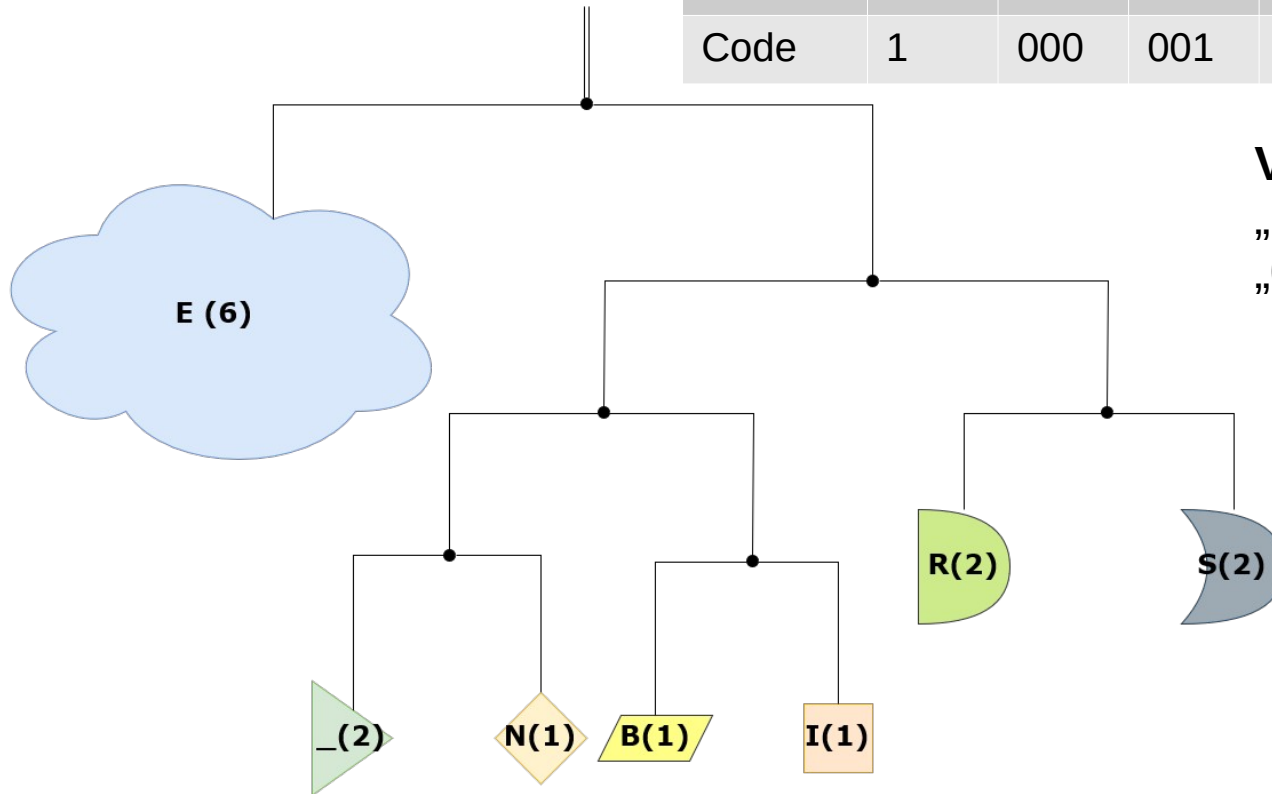 Code 1 000 001
E (6)
R(2) S(2)
_(2) N(1) B(1) I(1)